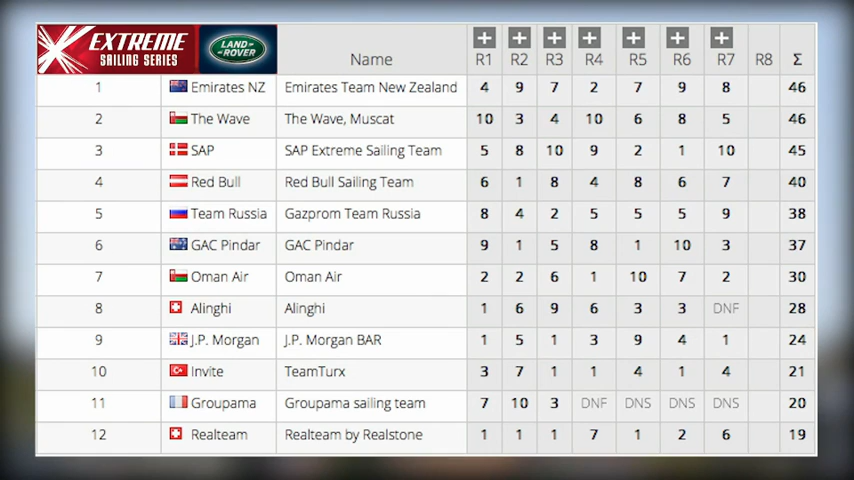 EXTREME SAILING SERIES LAND- -ROVER Name R1 R2 R3 R4 R5 R6 R7 R8 Σ
1 Emirates NZ Emirates Team New Zealand 4 9 7 2 7 9 8 46
2 The Wave The Wave, Muscat 10 3 4 10 6 8 5 46
3 SAP SAP Extreme Sailing Team 5 8 10 9 2 1 10 45
4 Red Bull Red Bull Sailing Team 6 1 8 4 8 6 7 40
5 Team Russia Gazprom Team Russia 8 4 2 5 5 5 9 38
6 GAC Pindar GAC Pindar 9 1 5 8 1 10 3 37
7 Oman Air Oman Air 2 2 6 1 10 7 2 30
8 Alinghi Alinghi 1 6 9 6 3 3 DNF 28
9 J.P. Morgan J.P. Morgan BAR 1 5 1 3 9 4 1 24
10 Invite TeamTurx 3 7 1 1 4 1 4 21
11 Groupama Groupama sailing team 7 10 3 DNF DNS DNS DNS 20
12 Realteam Realteam by Realstone 1 1 1 7 1 2 6 19